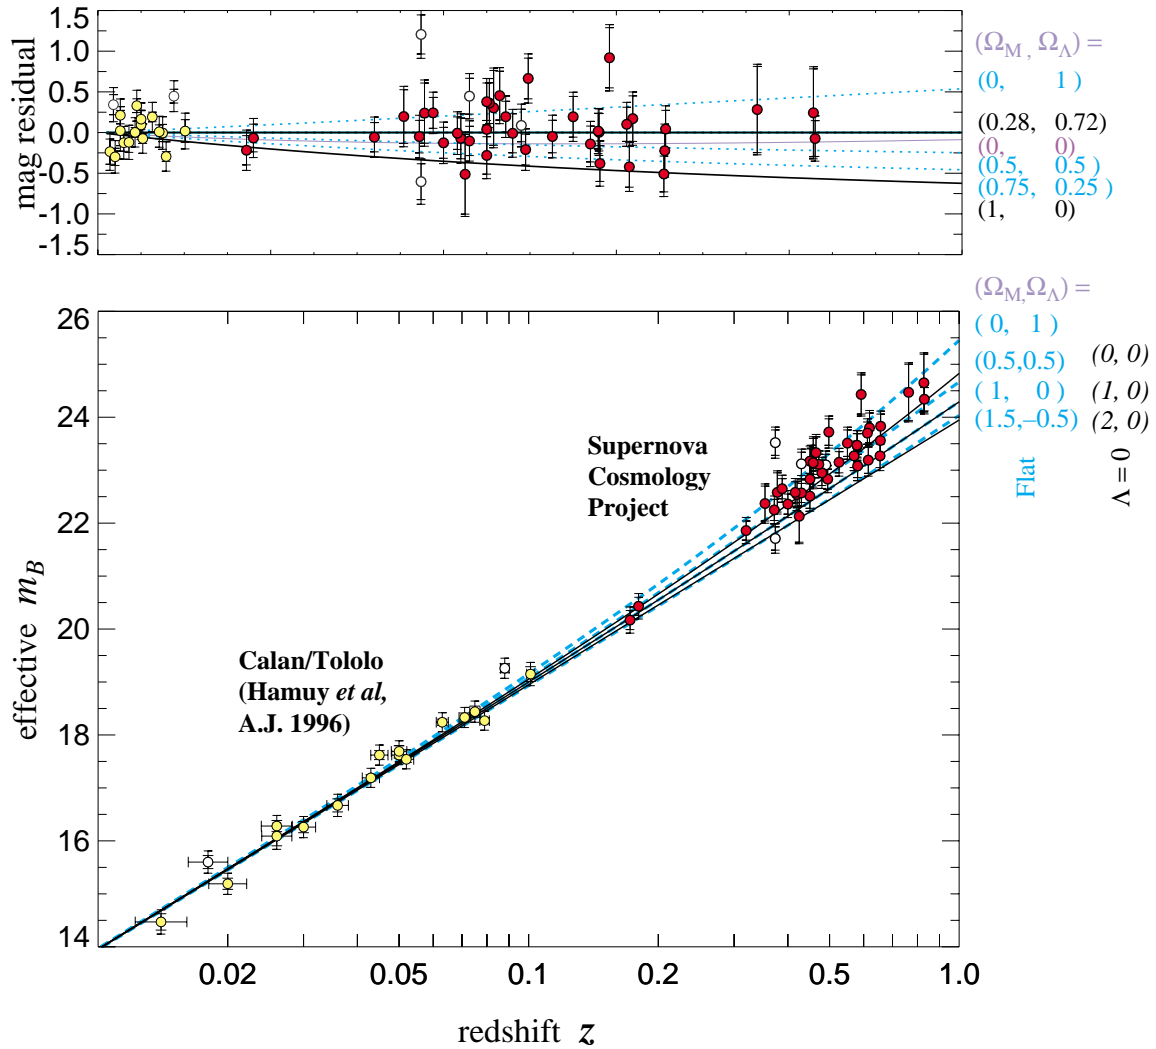 1.5
1.0
0.5
0.0
-0.5
-1.0
-1.5
mag residual
(ΩM , ΩΛ) =
(0, 1)
(0.28, 0.72)
(0, 0)
(0.5, 0.5)
(0.75, 0.25)
(1, 0)
(ΩM,ΩΛ) =
(0, 1)
(0.5,0.5) (0, 0)
(1, 0) (1, 0)
(1.5,–0.5) (2, 0)
Flat
Λ = 0
26
24
22
20
18
16
14
effective mB
Supernova
Cosmology
Project
Calan/Tololo
(Hamuy et al,
A.J. 1996)
0.02 0.05 0.1 0.2 0.5 1.0
redshift z